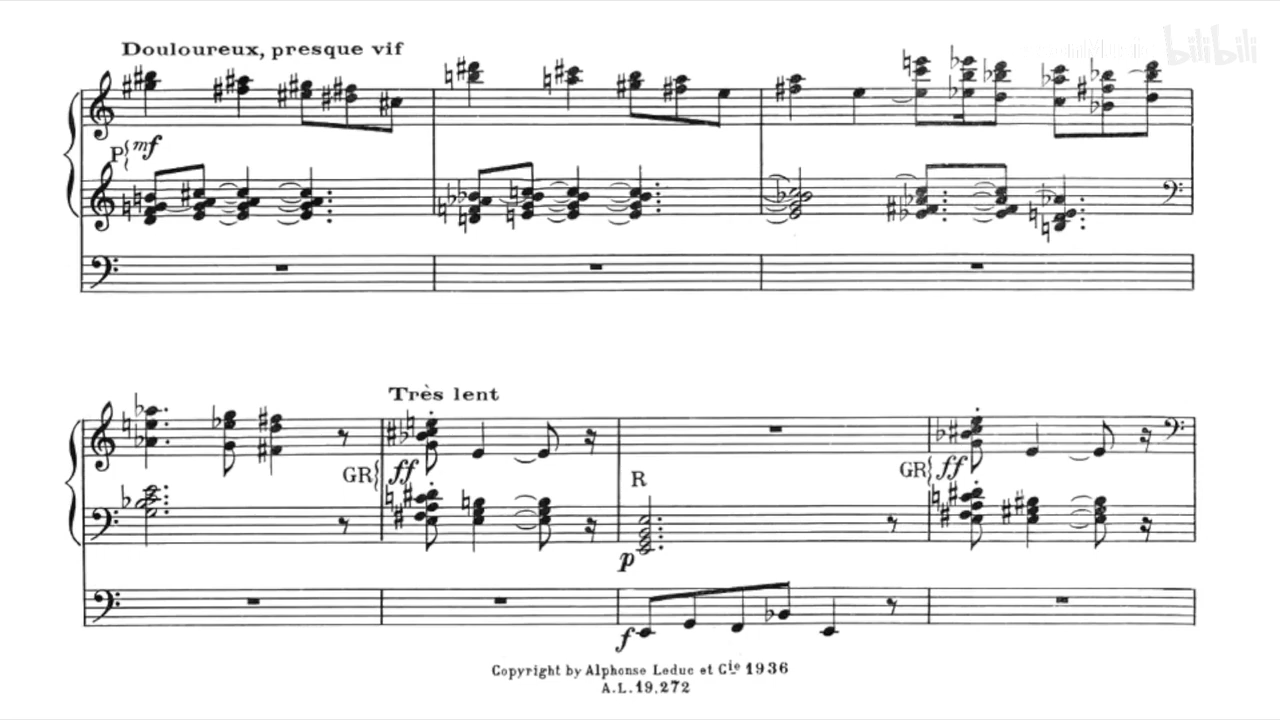 Douloureux, presque vif
bilibili
P
mf
Très lent
GR
ff
R
GR
ff
p
f
Copyright by Alphonse Leduc et Cie 1936
A.L. 19,272